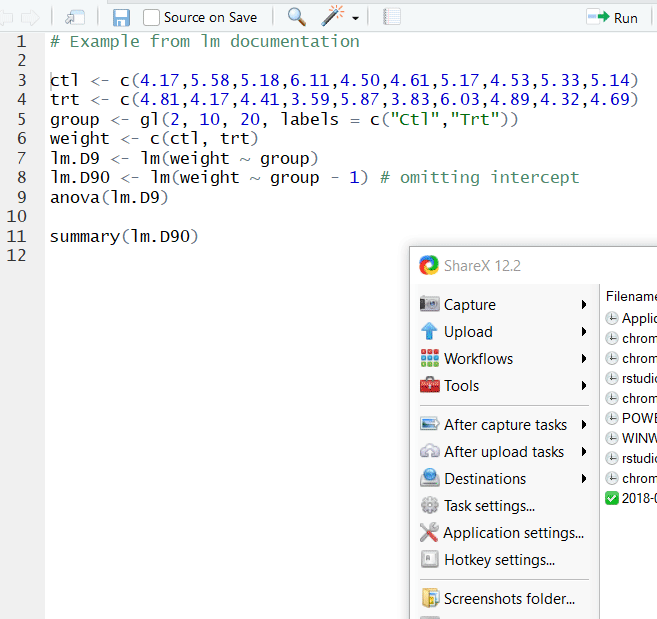 Source on Save
Run
1 # Example from lm documentation
2
3 ctl <- c(4.17,5.58,5.18,6.11,4.50,4.61,5.17,4.53,5.33,5.14)
4 trt <- c(4.81,4.17,4.41,3.59,5.87,3.83,6.03,4.89,4.32,4.69)
5 group <- gl(2, 10, 20, labels = c("Ctl","Trt"))
6 weight <- c(ctl, trt)
7 lm.D9 <- lm(weight ~ group)
8 lm.D90 <- lm(weight ~ group - 1) # omitting intercept
9 anova(lm.D9)
10
11 summary(lm.D90)
12
ShareX 12.2
Capture
Upload
Workflows
Tools
After capture tasks
After upload tasks
Destinations
Task settings...
Application settings...
Hotkey settings...
Screenshots folder...
Filename
Applic
chrom
chrom
rstudio
chrom
POWE
WINW
rstudio
chrom
2018-0